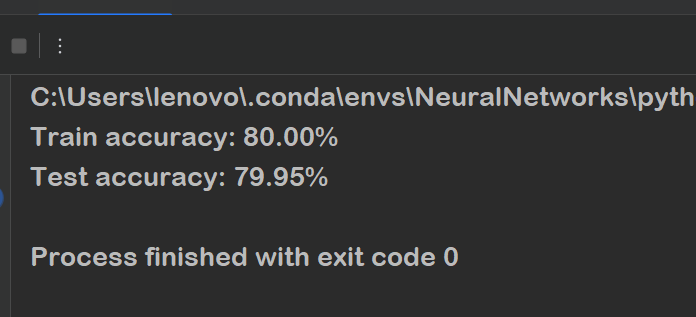 C:\Users\lenovo\.conda\envs\NeuralNetworks\pyth
Train accuracy: 80.00%
Test accuracy: 79.95%
Process finished with exit code 0